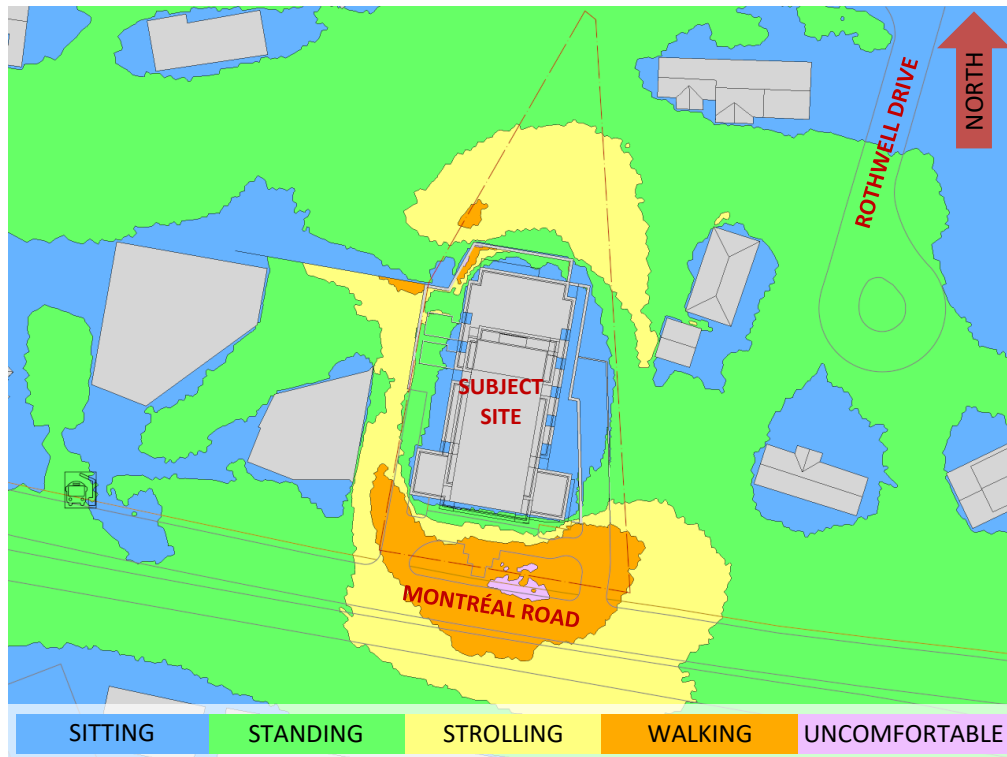 ROTHWELL DRIVE
NORTH
SUBJECT
SITE
MONTRÉAL ROAD
SITTING
STANDING
STROLLING
WALKING
UNCOMFORTABLE